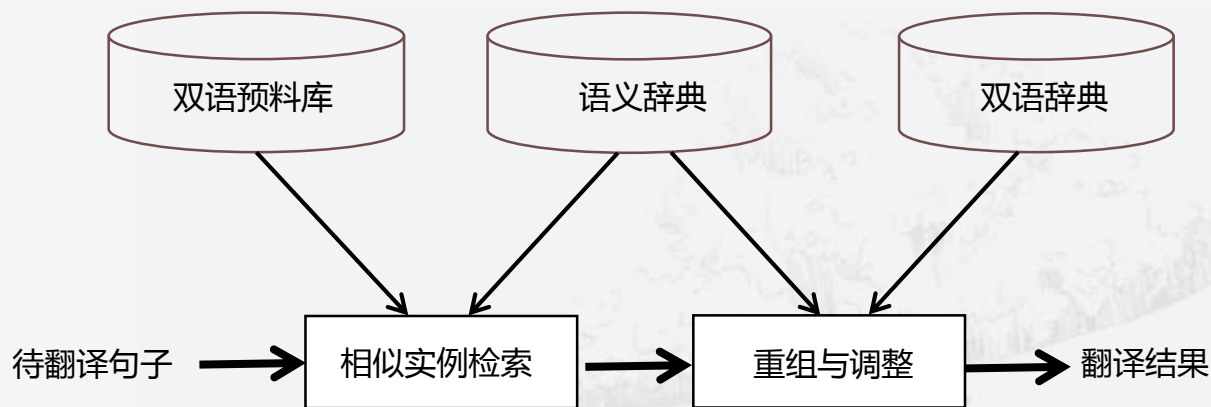 双语预料库
语义辞典
双语辞典
待翻译句子
相似实例检索
重组与调整
翻译结果